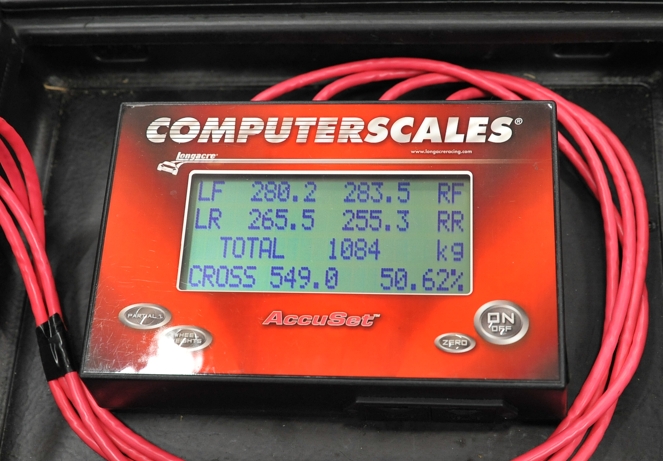 COMPUTERSCALES®
longacre®
www.longacreracing.com
LF 280.2 283.5 RF
LR 265.5 255.3 RR
TOTAL 1084 kg
CROSS 549.0 50.62%
PARTIALS
AccuSet™
ON
OFF
ZERO